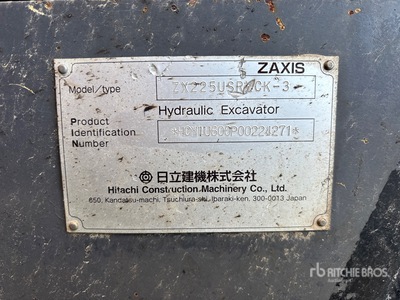 ZAXIS
Model/type ZX225USRLCK-3
Hydraulic Excavator
Product
Identification
Number
日立建機株式会社
Hitachi Construction Machinery Co., Ltd.
650, Kandatsu-machi, Tsuchiura-shi, Ibaraki-ken, 300-0013 Japan
rb RITCHIE BROS.